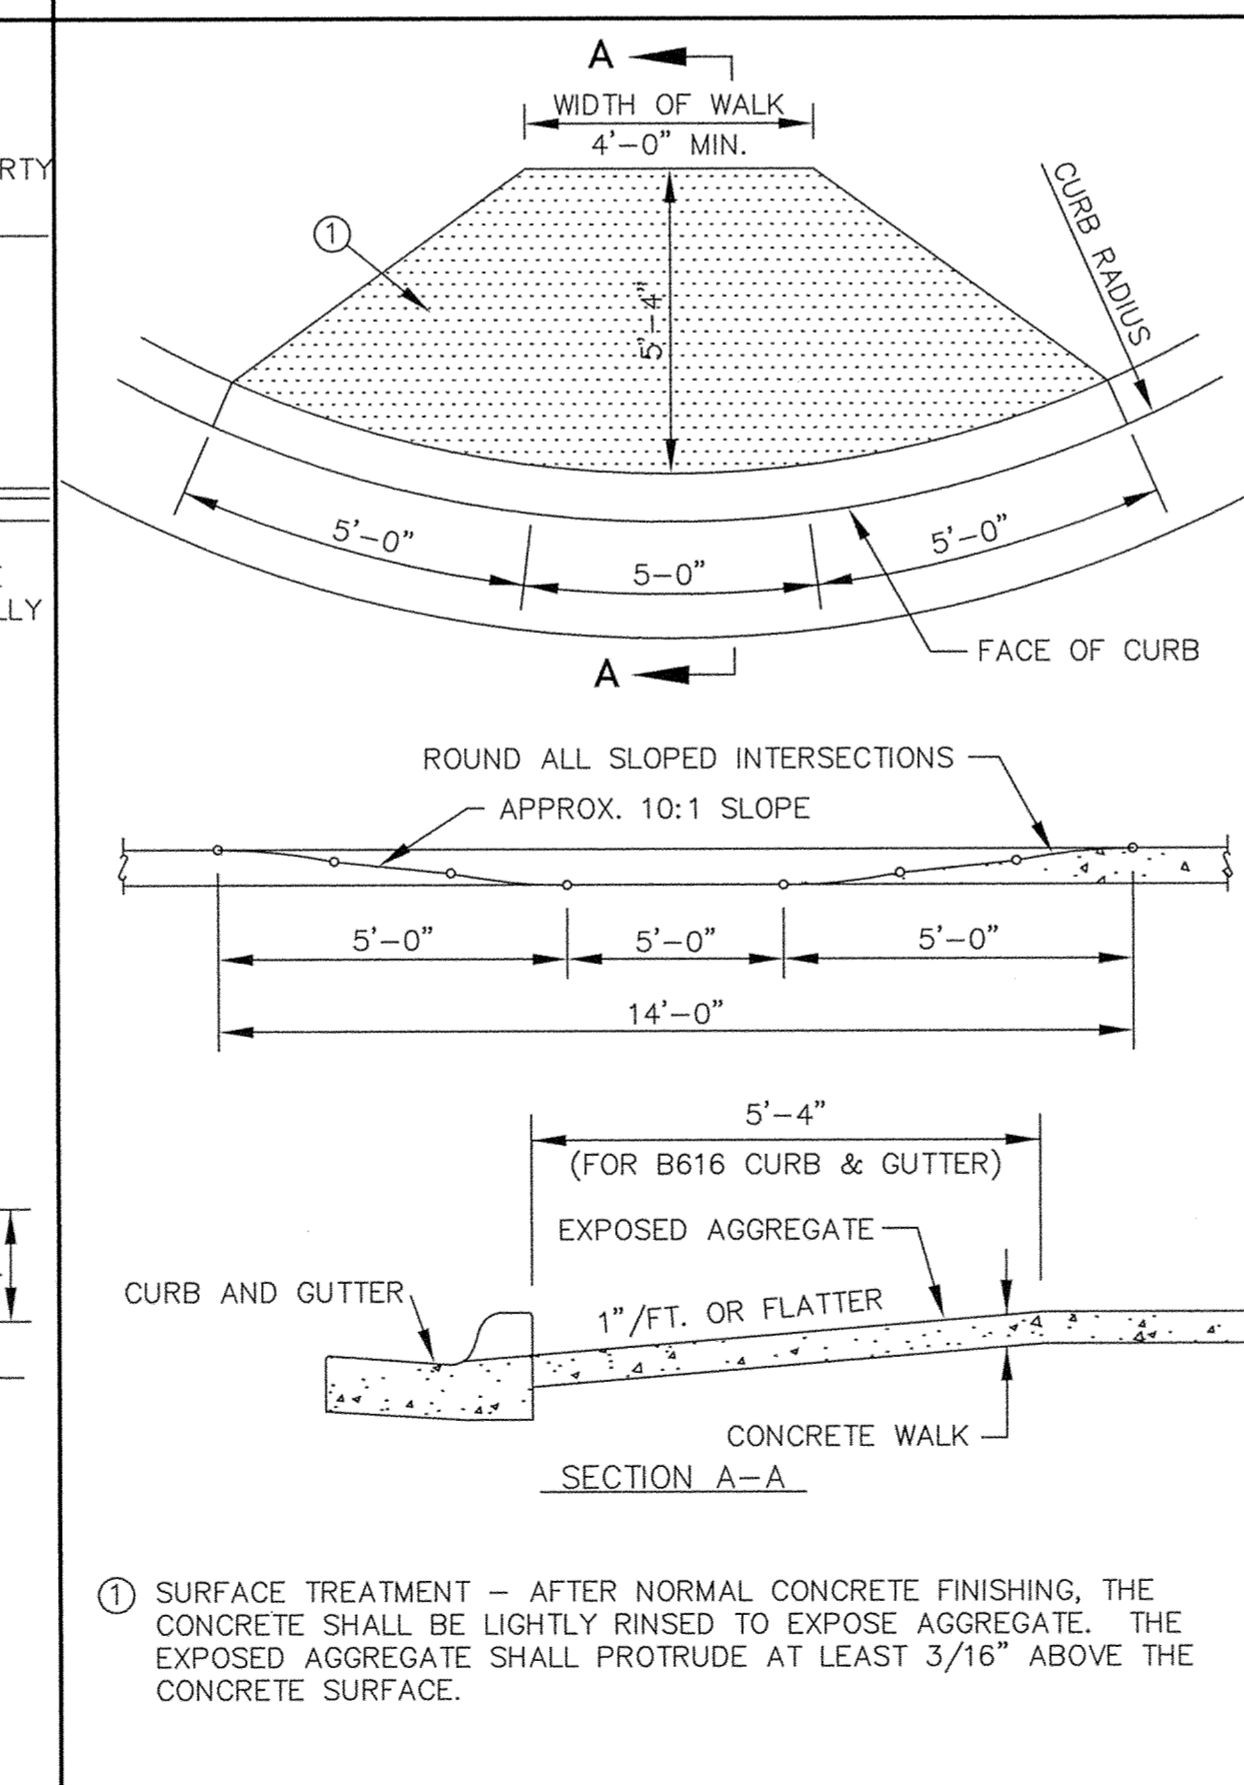 RTY
LLY
A
WIDTH OF WALK
4'-0" MIN.
1
CURB RADIUS
5'-4"
5'-0"
5-0"
5'-0"
FACE OF CURB
A
ROUND ALL SLOPED INTERSECTIONS
APPROX. 10:1 SLOPE
5'-0"
5'-0"
5'-0"
14'-0"
5'-4"
(FOR B616 CURB & GUTTER)
EXPOSED AGGREGATE
CURB AND GUTTER
1"/FT. OR FLATTER
CONCRETE WALK
SECTION A-A
1 SURFACE TREATMENT - AFTER NORMAL CONCRETE FINISHING, THE
CONCRETE SHALL BE LIGHTLY RINSED TO EXPOSE AGGREGATE. THE
EXPOSED AGGREGATE SHALL PROTRUDE AT LEAST 3/16" ABOVE THE
CONCRETE SURFACE.